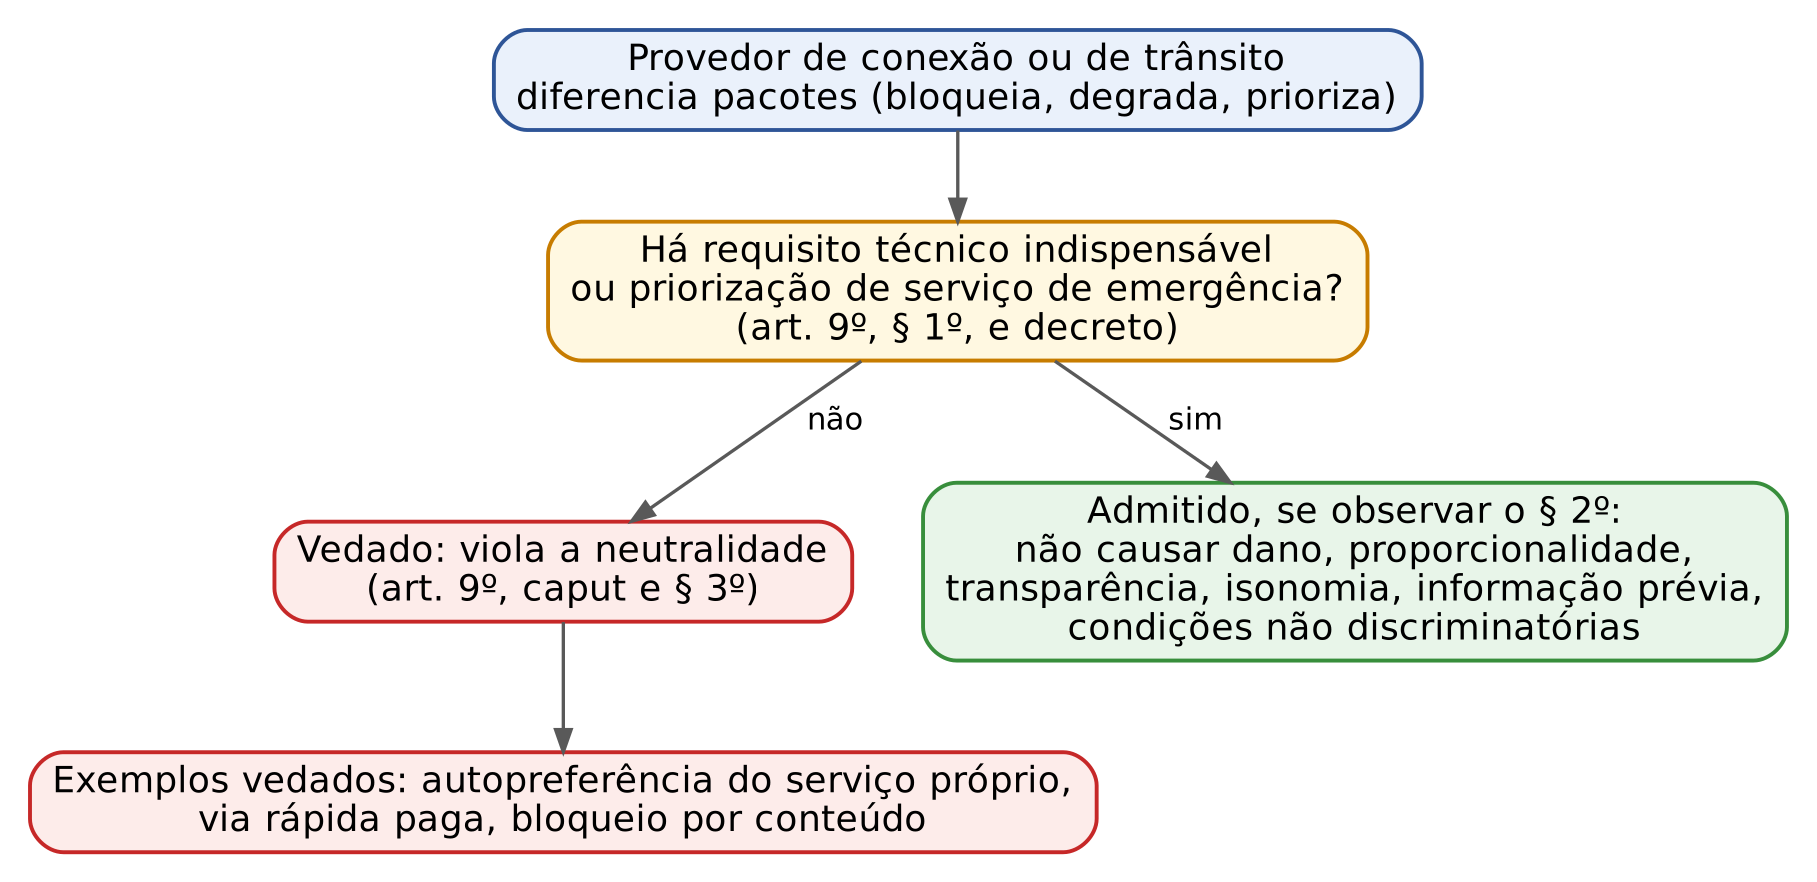 Provedor de conexão ou de trânsito
diferencia pacotes (bloqueia, degrada, prioriza)
Há requisito técnico indispensável
ou priorização de serviço de emergência?
(art. 9º, § 1º, e decreto)
não
sim
Admitido, se observar o § 2º:
não causar dano, proporcionalidade,
transparência, isonomia, informação prévia,
condições não discriminatórias
Vedado: viola a neutralidade
(art. 9º, caput e § 3º)
Exemplos vedados: autopreferência do serviço próprio,
via rápida paga, bloqueio por conteúdo